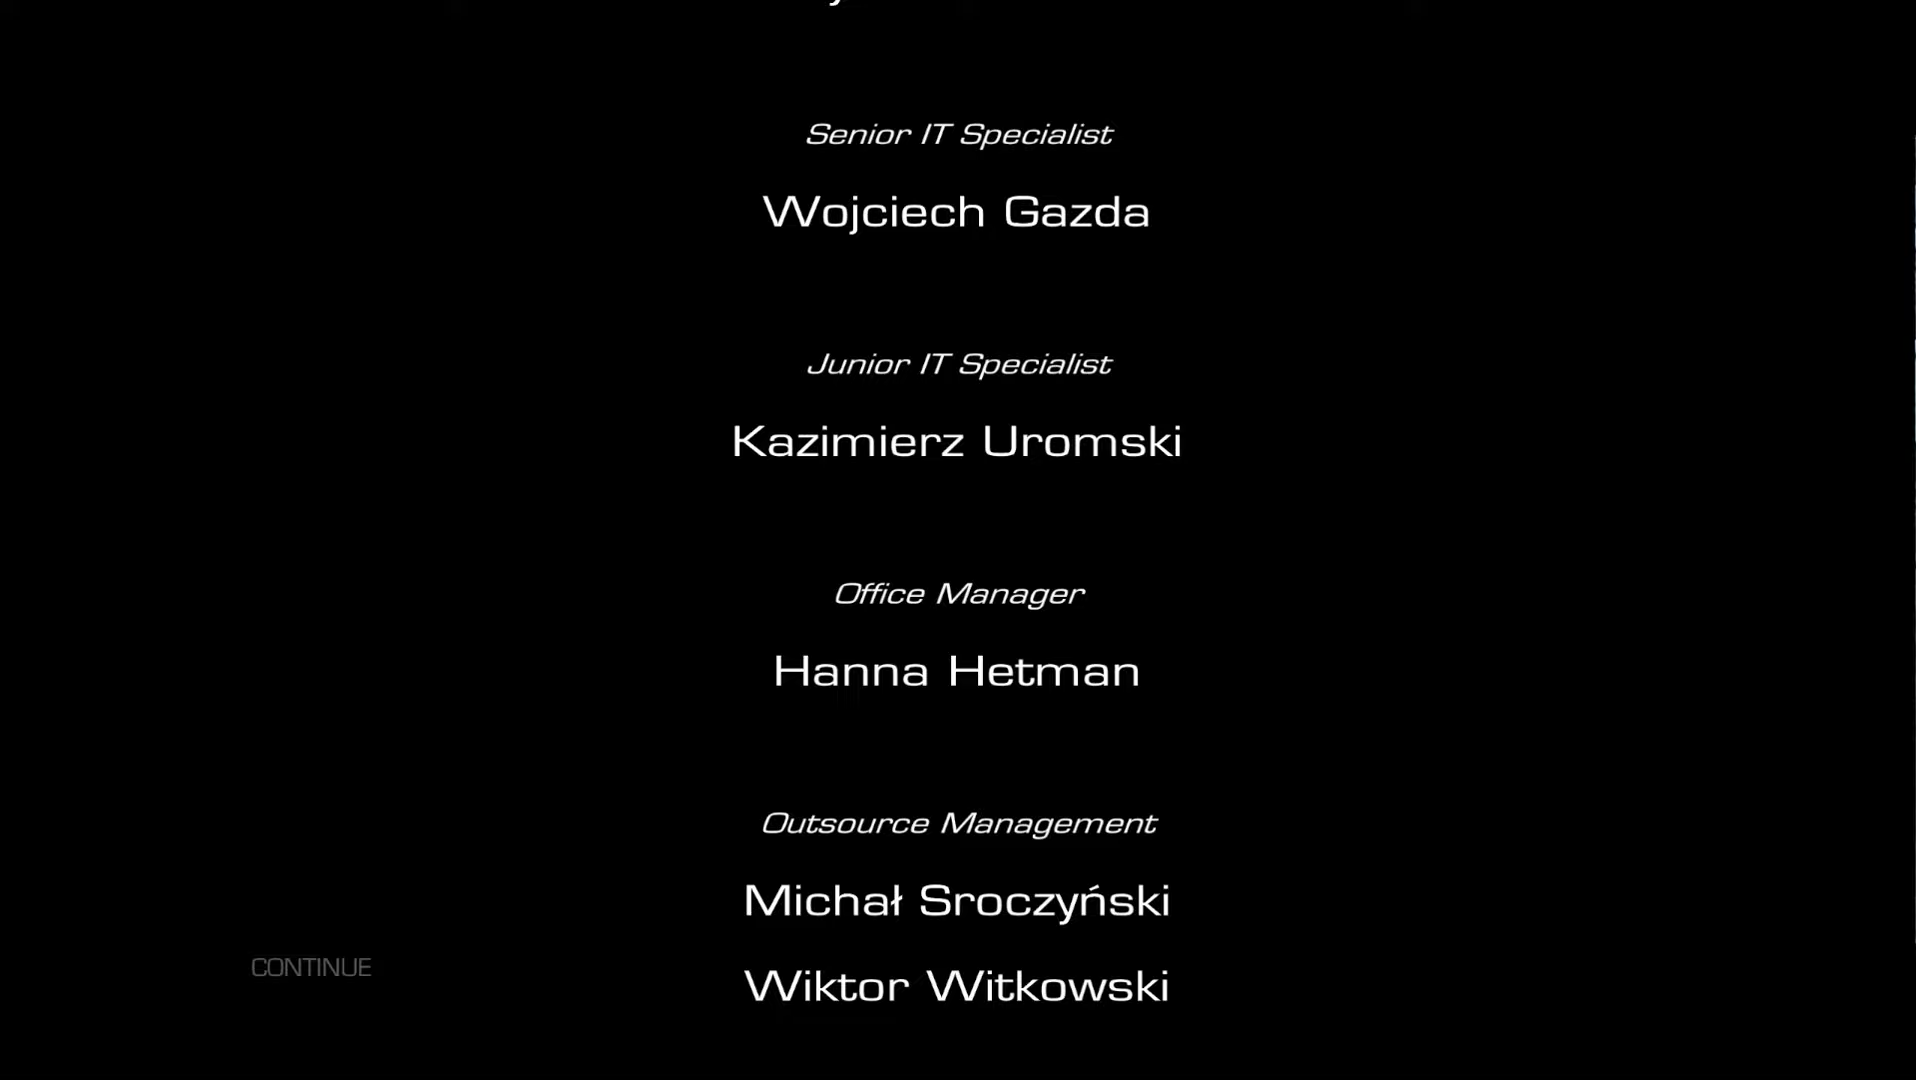 Senior IT Specialist
Wojciech Gazda
Junior IT Specialist
Kazimierz Uromski
Office Manager
Hanna Hetman
Outsource Management
Michał Sroczyński
CONTINUE
Wiktor Witkowski